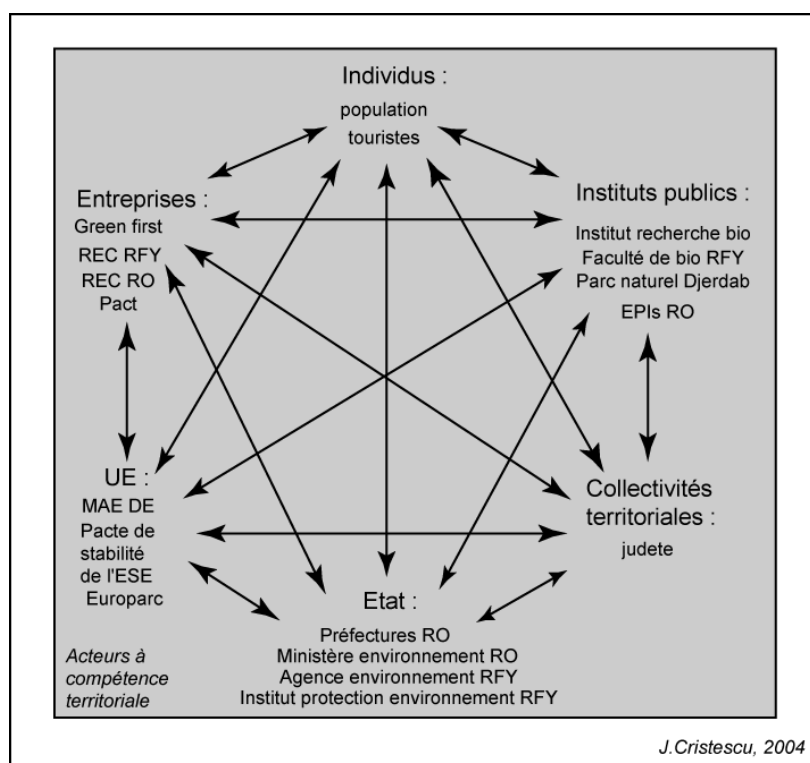 Individus :
population
touristes
Entreprises :
Green first
REC RFY
REC RO
Pact
Instituts publics :
Institut recherche bio
Faculté de bio RFY
Parc naturel Djerdab
EPIs RO
UE :
MAE DE
Pacte de
stabilité
de l'ESE
Europarc
Collectivités
territoriales :
judete
Etat :
Préfectures RO
Ministère environnement RO
Agence environnement RFY
Institut protection environnement RFY
Acteurs à
compétence
territoriale
J.Cristescu, 2004